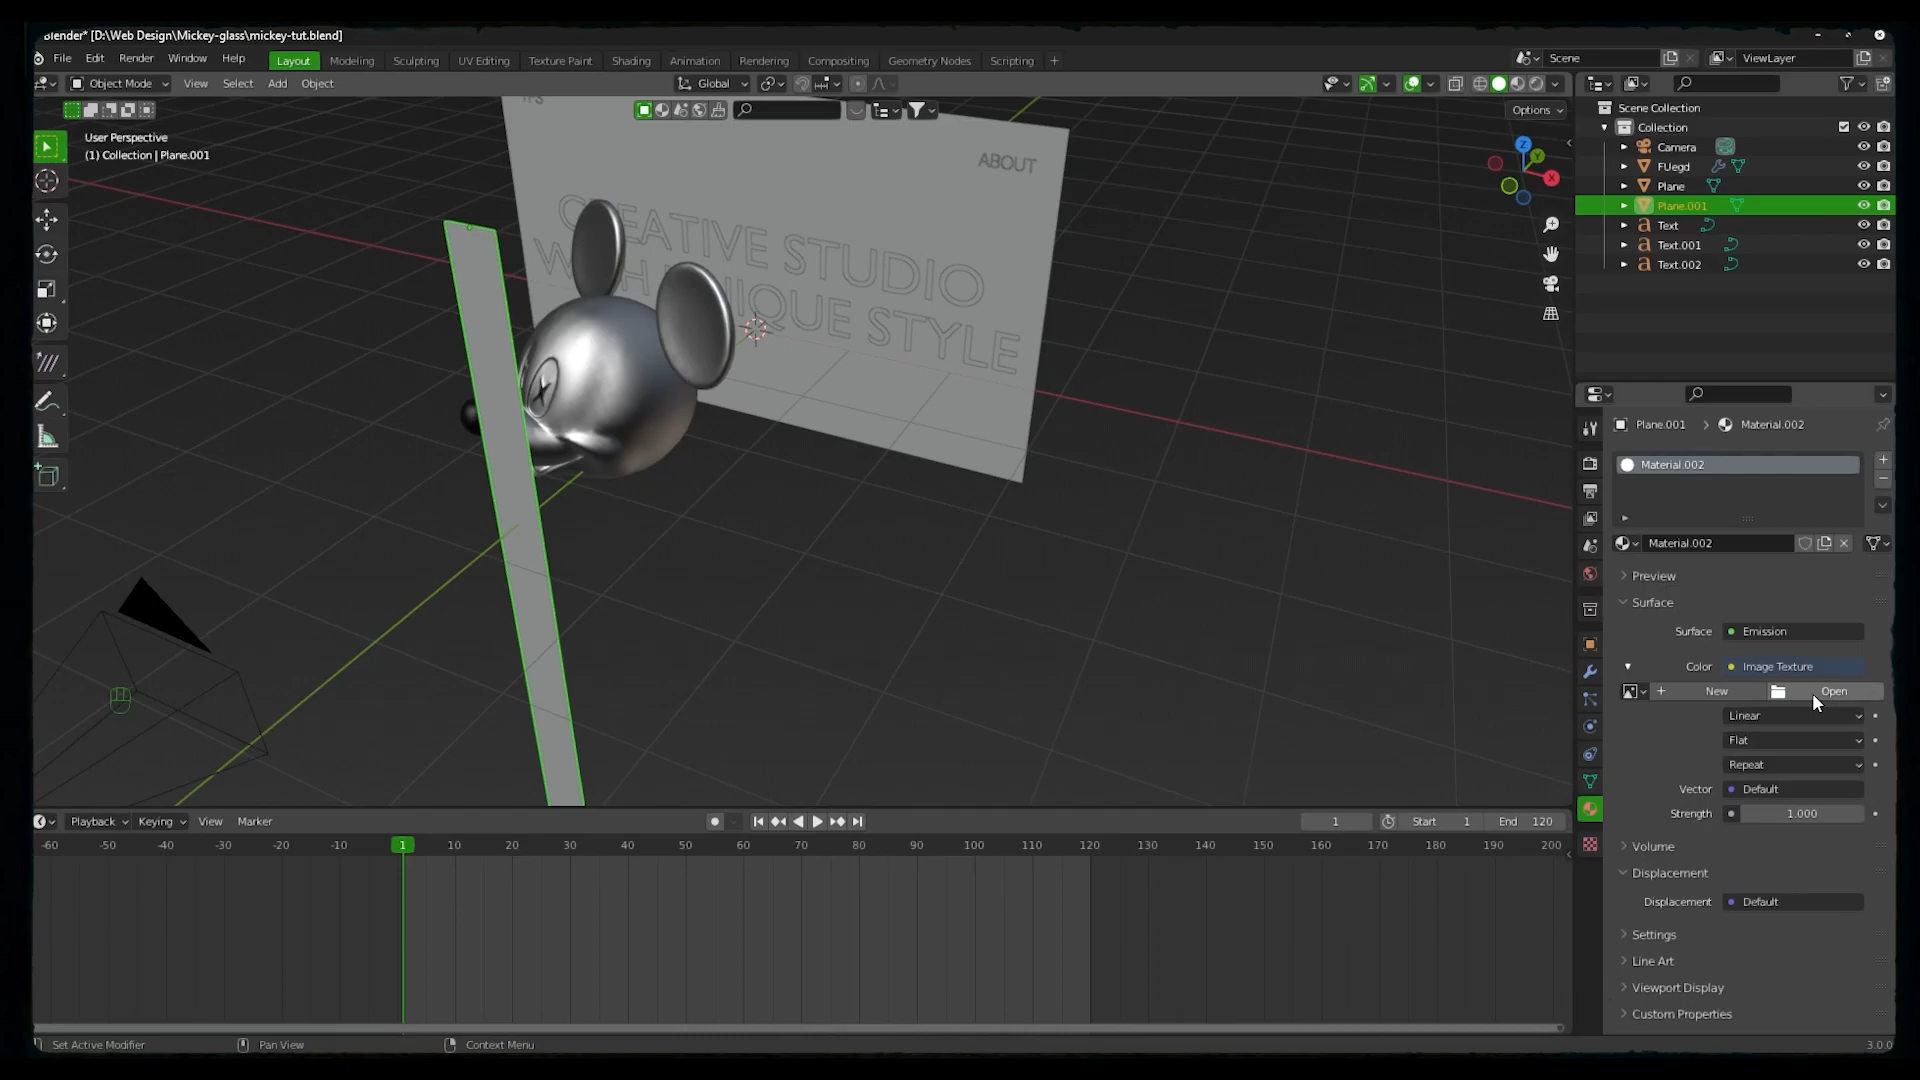 Blender* [D:\Web Design\Mickey-glass\mickey-tut.blend]
File Edit Render Window Help Layout Modeling Sculpting UV Editing Texture Paint Shading Animation Rendering Compositing Geometry Nodes Scripting +
Scene
ViewLayer
Object Mode View Select Add Object
Global
Options
User Perspective
(1) Collection | Plane.001
ABOUT
CREATIVE STUDIO
UNIQUE STYLE
Z
Y
X
Scene Collection
Collection
Camera
FUegd
Plane
Plane.001
Text
Text.001
Text.002
Plane.001 > Material.002
Material.002
Material.002
Preview
Surface
Surface Emission
Color Image Texture
New Open
Linear
Flat
Repeat
Vector Default
Strength 1.000
Volume
Displacement
Displacement Default
Settings
Line Art
Viewport Display
Custom Properties
Playback Keying View Marker
1 Start 1 End 120
-60 -50 -40 -30 -20 -10 1 10 20 30 40 50 60 70 80 90 100 110 120 130 140 150 160 170 180 190 200
Set Active Modifier Pan View Context Menu
3.0.0